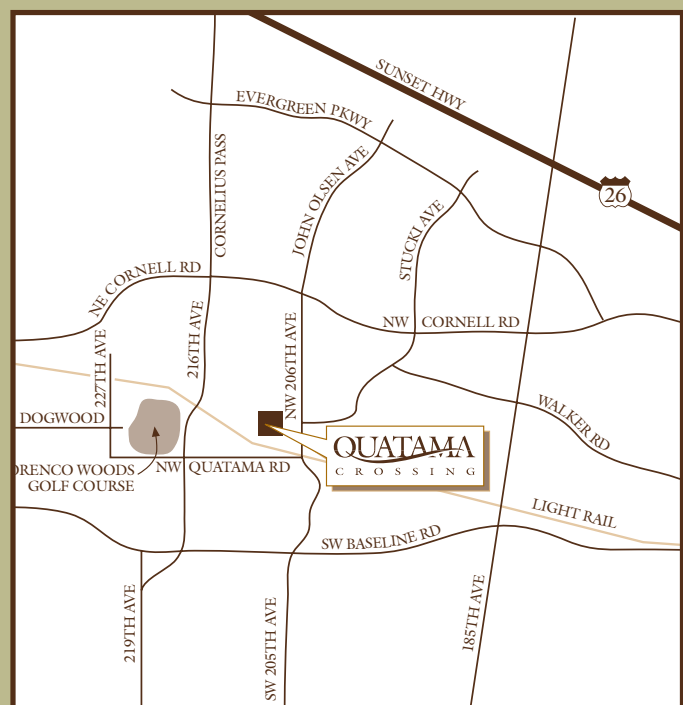 SUNSET HWY
EVERGREEN PKWY
26
CORNELIUS PASS
JOHN OLSEN AVE
STUCKI AVE
NE CORNELL RD
NW CORNELL RD
227TH AVE
216TH AVE
NW 206TH AVE
DOGWOOD
WALKER RD
QUATAMA
CROSSING
ORENCO WOODS
GOLF COURSE
NW QUATAMA RD
LIGHT RAIL
SW BASELINE RD
219TH AVE
SW 205TH AVE
185TH AVE